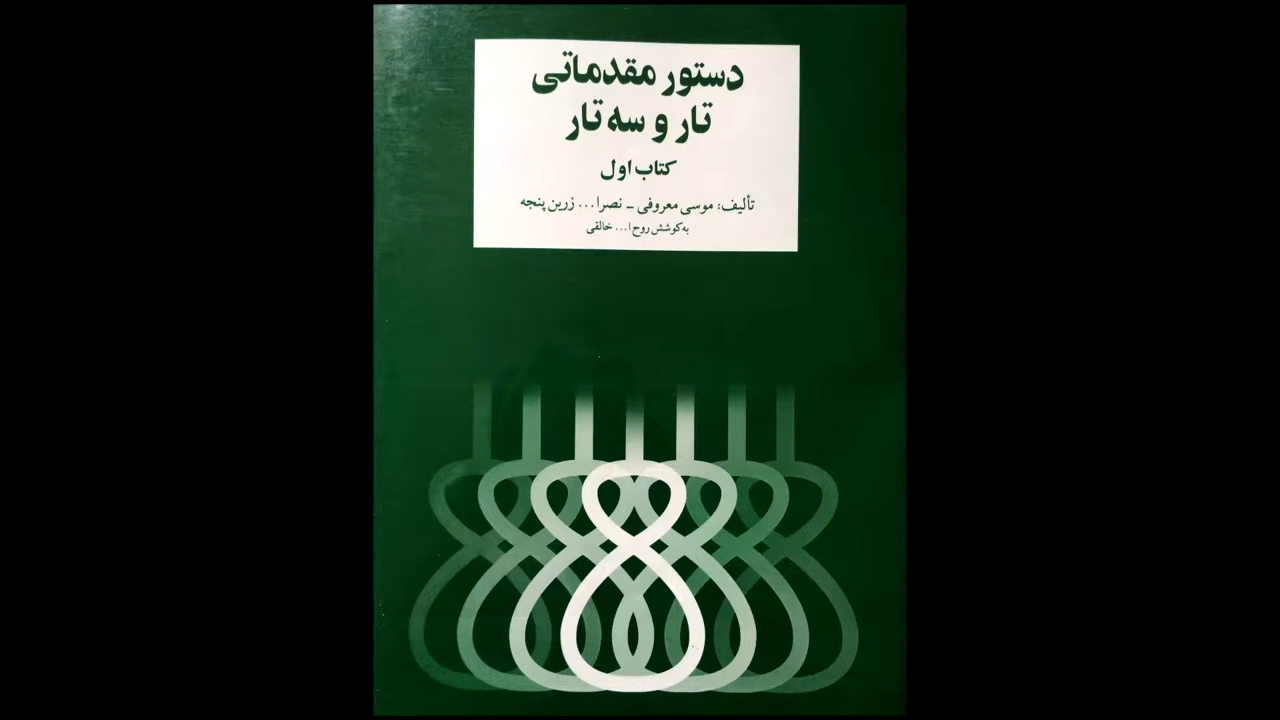 دستور مقدماتی
تار و سه تار
کتاب اول
تألیف: موسی معروفی ـ نصرا... زرین پنجه
به‌کوشش روح ا... خالقی